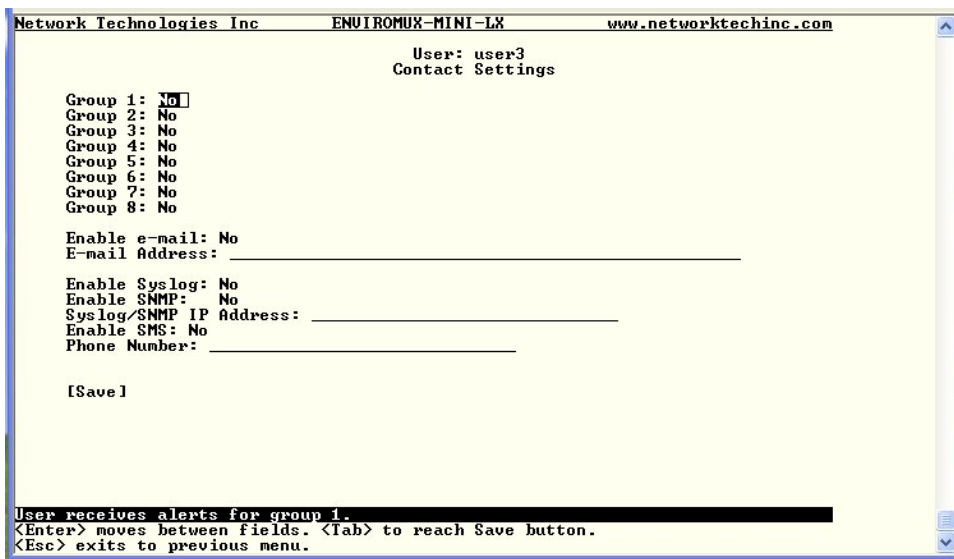 Network Technologies Inc ENVIROMUX-MINI-LX www.networktechinc.com
User: user3
Contact Settings
Group 1: No
Group 2: No
Group 3: No
Group 4: No
Group 5: No
Group 6: No
Group 7: No
Group 8: No
Enable e-mail: No
E-mail Address:
Enable Syslog: No
Enable SNMP: No
Syslog/SNMP IP Address:
Enable SMS: No
Phone Number:
[Save]
User receives alerts for group 1.
<Enter> moves between fields. <Tab> to reach Save button.
<Esc> exits to previous menu.